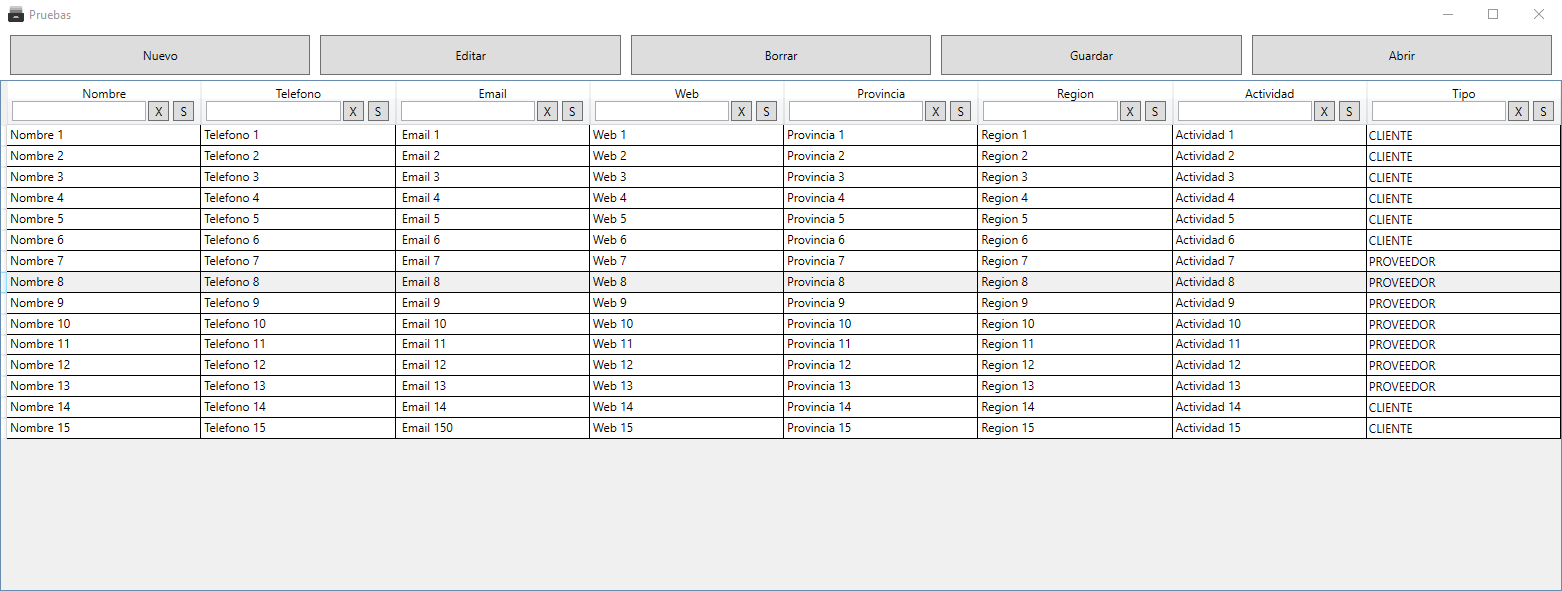 Pruebas
Nuevo Editar Borrar Guardar Abrir
Nombre Telefono Email Web Provincia Region Actividad Tipo
X S X S X S X S X S X S X S X S
Nombre 1 Telefono 1 Email 1 Web 1 Provincia 1 Region 1 Actividad 1 CLIENTE
Nombre 2 Telefono 2 Email 2 Web 2 Provincia 2 Region 2 Actividad 2 CLIENTE
Nombre 3 Telefono 3 Email 3 Web 3 Provincia 3 Region 3 Actividad 3 CLIENTE
Nombre 4 Telefono 4 Email 4 Web 4 Provincia 4 Region 4 Actividad 4 CLIENTE
Nombre 5 Telefono 5 Email 5 Web 5 Provincia 5 Region 5 Actividad 5 CLIENTE
Nombre 6 Telefono 6 Email 6 Web 6 Provincia 6 Region 6 Actividad 6 CLIENTE
Nombre 7 Telefono 7 Email 7 Web 7 Provincia 7 Region 7 Actividad 7 PROVEEDOR
Nombre 8 Telefono 8 Email 8 Web 8 Provincia 8 Region 8 Actividad 8 PROVEEDOR
Nombre 9 Telefono 9 Email 9 Web 9 Provincia 9 Region 9 Actividad 9 PROVEEDOR
Nombre 10 Telefono 10 Email 10 Web 10 Provincia 10 Region 10 Actividad 10 PROVEEDOR
Nombre 11 Telefono 11 Email 11 Web 11 Provincia 11 Region 11 Actividad 11 PROVEEDOR
Nombre 12 Telefono 12 Email 12 Web 12 Provincia 12 Region 12 Actividad 12 PROVEEDOR
Nombre 13 Telefono 13 Email 13 Web 13 Provincia 13 Region 13 Actividad 13 PROVEEDOR
Nombre 14 Telefono 14 Email 14 Web 14 Provincia 14 Region 14 Actividad 14 CLIENTE
Nombre 15 Telefono 15 Email 150 Web 15 Provincia 15 Region 15 Actividad 15 CLIENTE